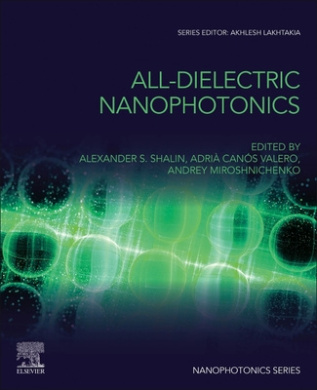 SERIES EDITOR: AKHLESH LAKHTAKIA
ALL-DIELECTRIC
NANOPHOTONICS
EDITED BY
ALEXANDER S. SHALIN, ADRIÀ CANÓS VALERO,
ANDREY MIROSHNICHENKO
ELSEVIER
NANOPHOTONICS SERIES